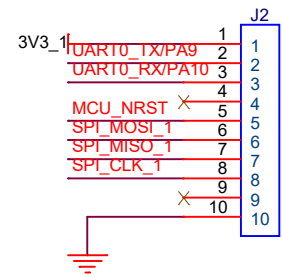 J2
3V3_1 1 1
UART0_TX/PA9 2 2
UART0_RX/PA10 3 3
4 4
MCU_NRST 5 5
SPI_MOSI_1 6 6
SPI_MISO_1 7 7
SPI_CLK_1 8 8
9 9
10 10